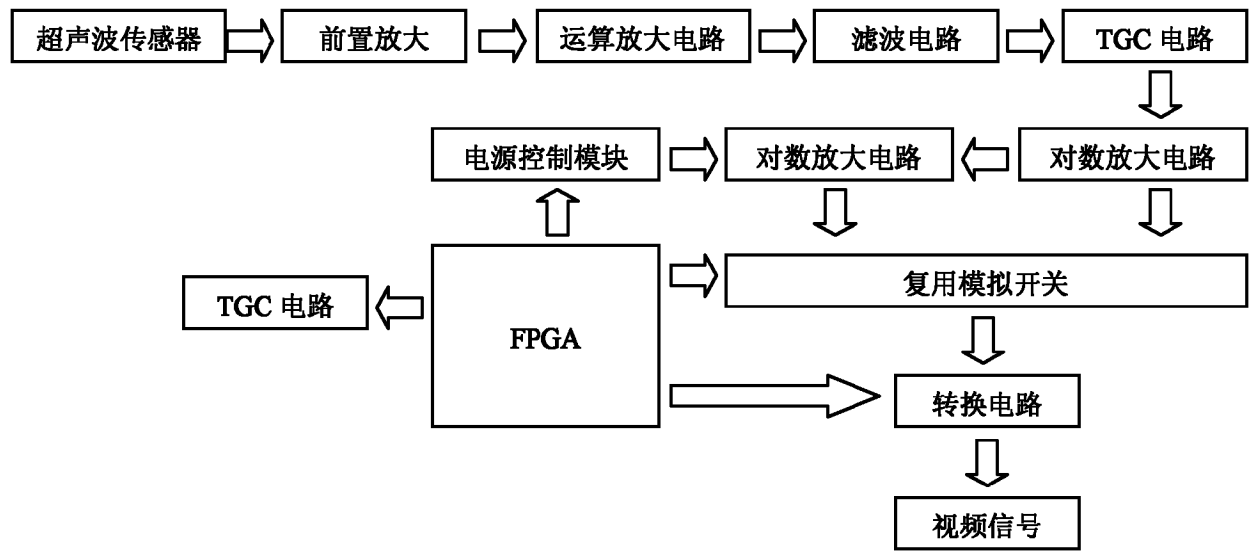 超声波传感器
前置放大
运算放大电路
滤波电路
TGC 电路
电源控制模块
对数放大电路
对数放大电路
复用模拟开关
TGC 电路
FPGA
转换电路
视频信号